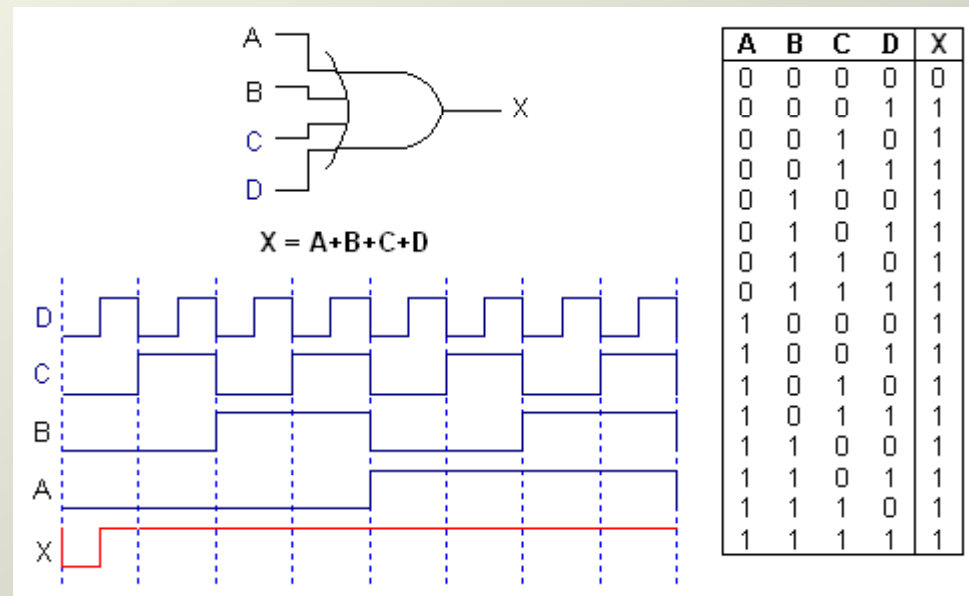 A
B
X
C
D
X = A+B+C+D
D
C
B
A
X
A B C D X
0 0 0 0 0
0 0 0 1 1
0 0 1 0 1
0 0 1 1 1
0 1 0 0 1
0 1 0 1 1
0 1 1 0 1
0 1 1 1 1
1 0 0 0 1
1 0 0 1 1
1 0 1 0 1
1 0 1 1 1
1 1 0 0 1
1 1 0 1 1
1 1 1 0 1
1 1 1 1 1